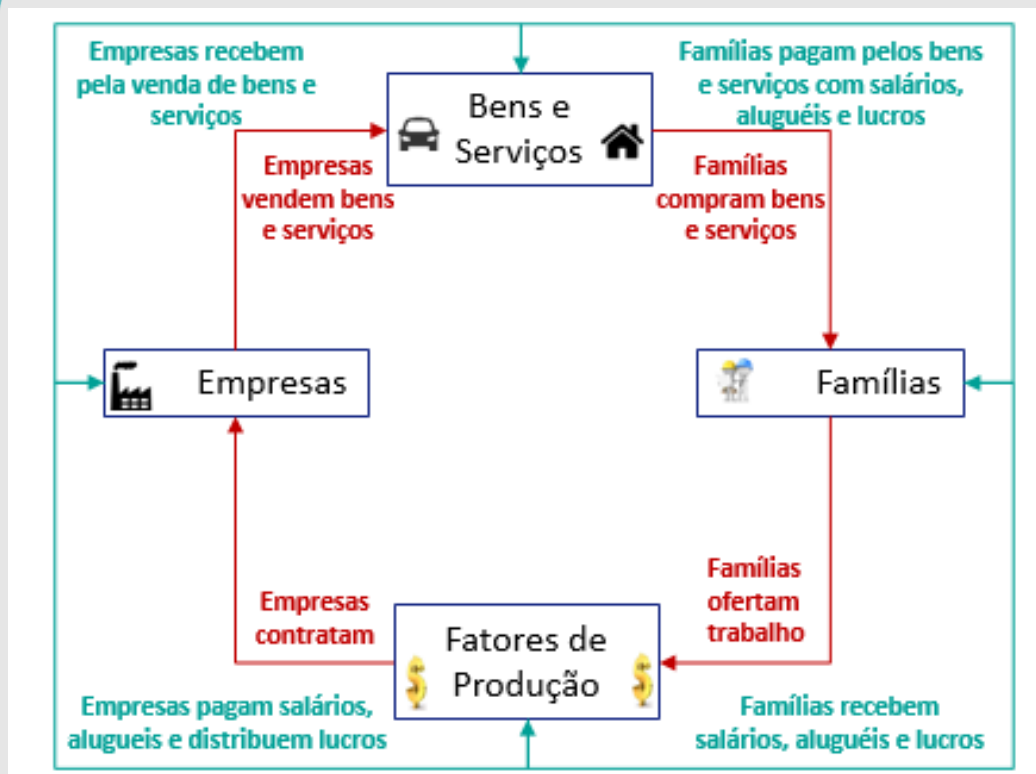 Empresas recebem
pela venda de bens e
serviços
Famílias pagam pelos bens
e serviços com salários,
aluguéis e lucros
Bens e
Serviços
Empresas
vendem bens
e serviços
Famílias
compram bens
e serviços
Empresas
Famílias
Empresas
contratam
Famílias
ofertam
trabalho
Fatores de
Produção
Empresas pagam salários,
alugueis e distribuem lucros
Famílias recebem
salários, aluguéis e lucros